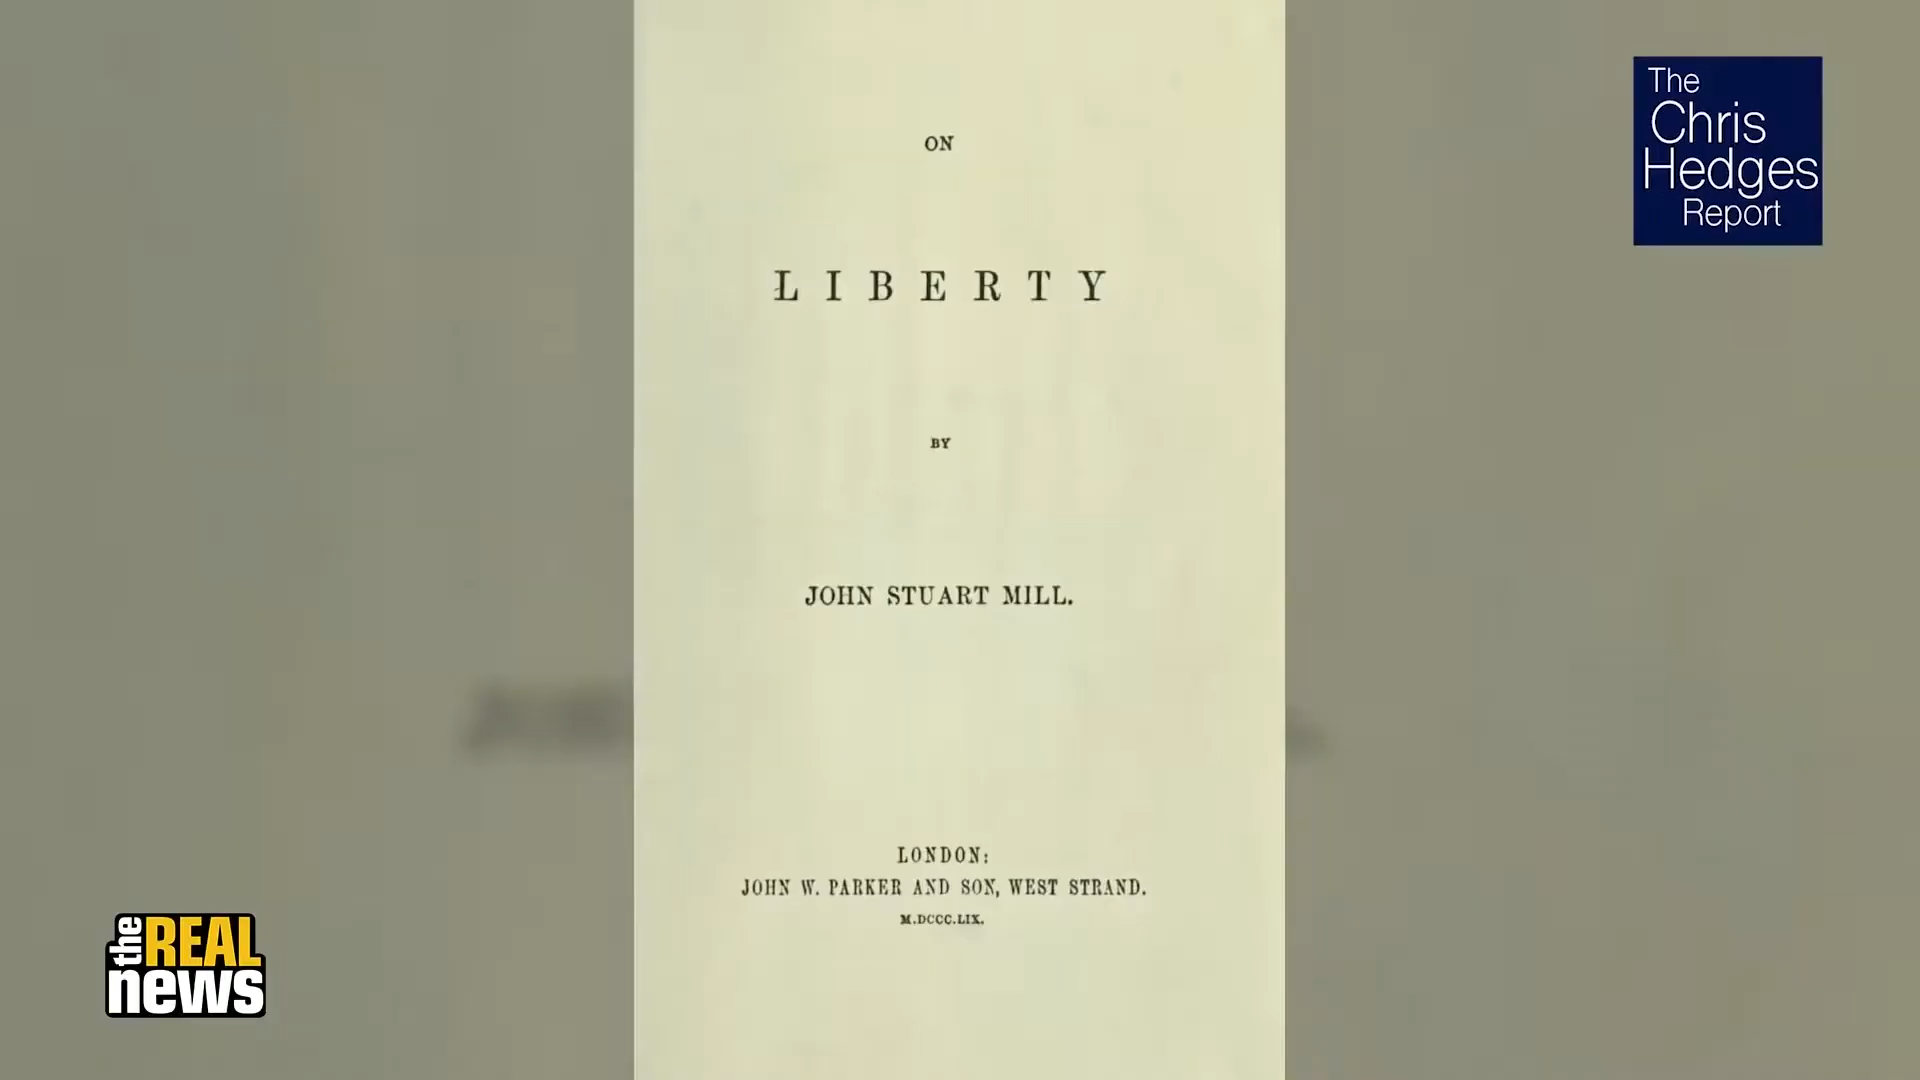 ON
LIBERTY
BY
JOHN STUART MILL.
LONDON:
JOHN W. PARKER AND SON, WEST STRAND.
M.DCCC.LIX.
The
Chris
Hedges
Report
the REAL
news